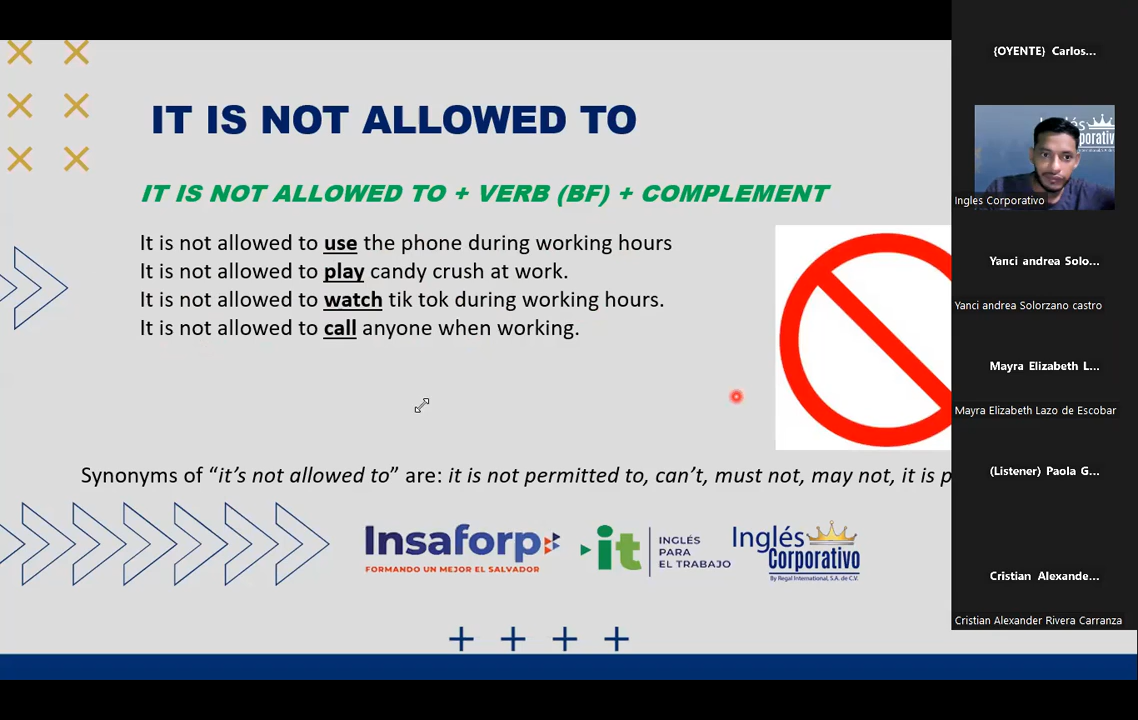 IT IS NOT ALLOWED TO
IT IS NOT ALLOWED TO + VERB (BF) + COMPLEMENT
It is not allowed to use the phone during working hours
It is not allowed to play candy crush at work.
It is not allowed to watch tik tok during working hours.
It is not allowed to call anyone when working.
Synonyms of “it’s not allowed to” are: it is not permitted to, can’t, must not, may not, it is p
Insaforp
FORMANDO UN MEJOR EL SALVADOR
it
INGLÉS
PARA
EL TRABAJO
Inglés
Corporativo
By Regal International, S.A. de C.V.
(OYENTE) Carlos...
Ingles Corporativo
Yanci andrea Solo...
Yanci andrea Solorzano castro
Mayra Elizabeth L...
Mayra Elizabeth Lazo de Escobar
(Listener) Paola G...
Cristian Alexande...
Cristian Alexander Rivera Carranza